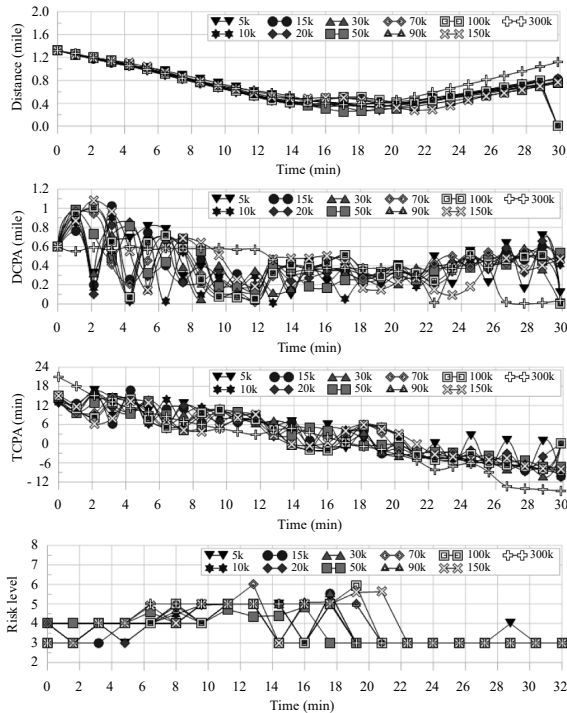 2.0
1.6
1.2
0.8
0.4
0.0
Distance (mile)
5k 15k 30k 70k 100k 300k
10k 20k 50k 90k 150k
0 2 4 6 8 10 12 14 16 18 20 22 24 26 28 30
Time (min)
1.2
1
0.8
0.6
0.4
0.2
0
DCPA (mile)
5k 15k 30k 70k 100k 300k
10k 20k 50k 90k 150k
0 2 4 6 8 10 12 14 16 18 20 22 24 26 28 30
Time (min)
24
18
12
6
0
-6
-12
TCPA (min)
5k 15k 30k 70k 100k 300k
10k 20k 50k 90k 150k
0 2 4 6 8 10 12 14 16 18 20 22 24 26 28 30
Time (min)
8
7
6
5
4
3
2
Risk level
5k 15k 30k 70k 100k 300k
10k 20k 50k 90k 150k
0 2 4 6 8 10 12 14 16 18 20 22 24 26 28 30 32
Time (min)